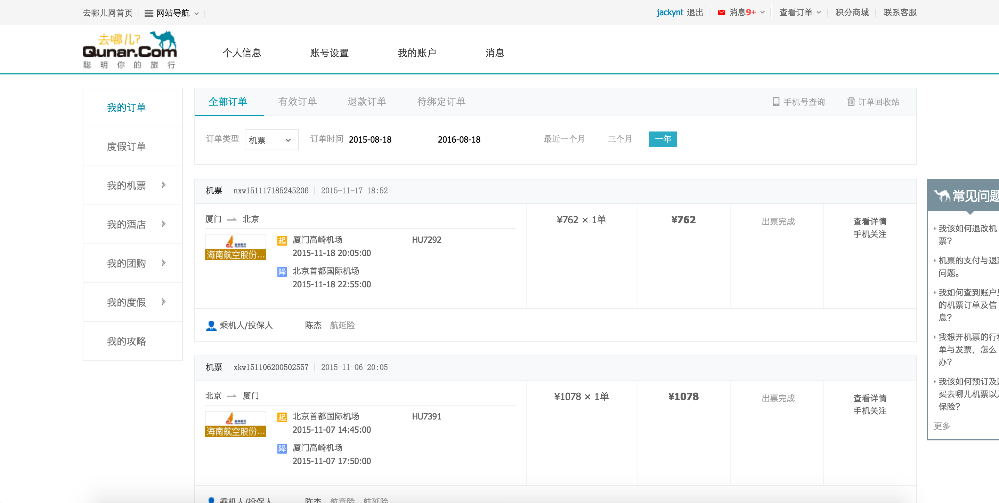 去哪儿网首页 网站导航 jackynt 退出 消息9+ 查看订单 积分商城 联系客服
去哪儿?
Qunar.Com
聪明你的旅行
个人信息 账号设置 我的账户 消息
我的订单
度假订单
我的机票
我的酒店
我的团购
我的度假
我的攻略
全部订单 有效订单 退款订单 待绑定订单 手机号查询 订单回收站
订单类型 机票 订单时间 2015-08-18 2016-08-18 最近一个月 三个月 一年
机票 nxw151117185245206 | 2015-11-17 18:52
厦门 北京 ¥762 × 1单 ¥762 出票完成 查看详情
手机关注
海南航空股份...
起 厦门高崎机场 HU7292
2015-11-18 20:05:00
降 北京首都国际机场
2015-11-18 22:55:00
乘机人/投保人 陈杰 航延险
机票 xkw151106200502557 | 2015-11-06 20:05
北京 厦门 ¥1078 × 1单 ¥1078 出票完成 查看详情
手机关注
海南航空股份...
起 北京首都国际机场 HU7391
2015-11-07 14:45:00
降 厦门高崎机场
2015-11-07 17:50:00
乘机人/投保人 陈杰 航意险 航延险
常见问题
我该如何退改机
票?
机票的支付与退款
问题。
我如何查到账户里
的机票订单及信
息?
我想开机票的行程
单与发票，怎么
办?
我该如何预订及购
买去哪儿机票以及
保险?
更多